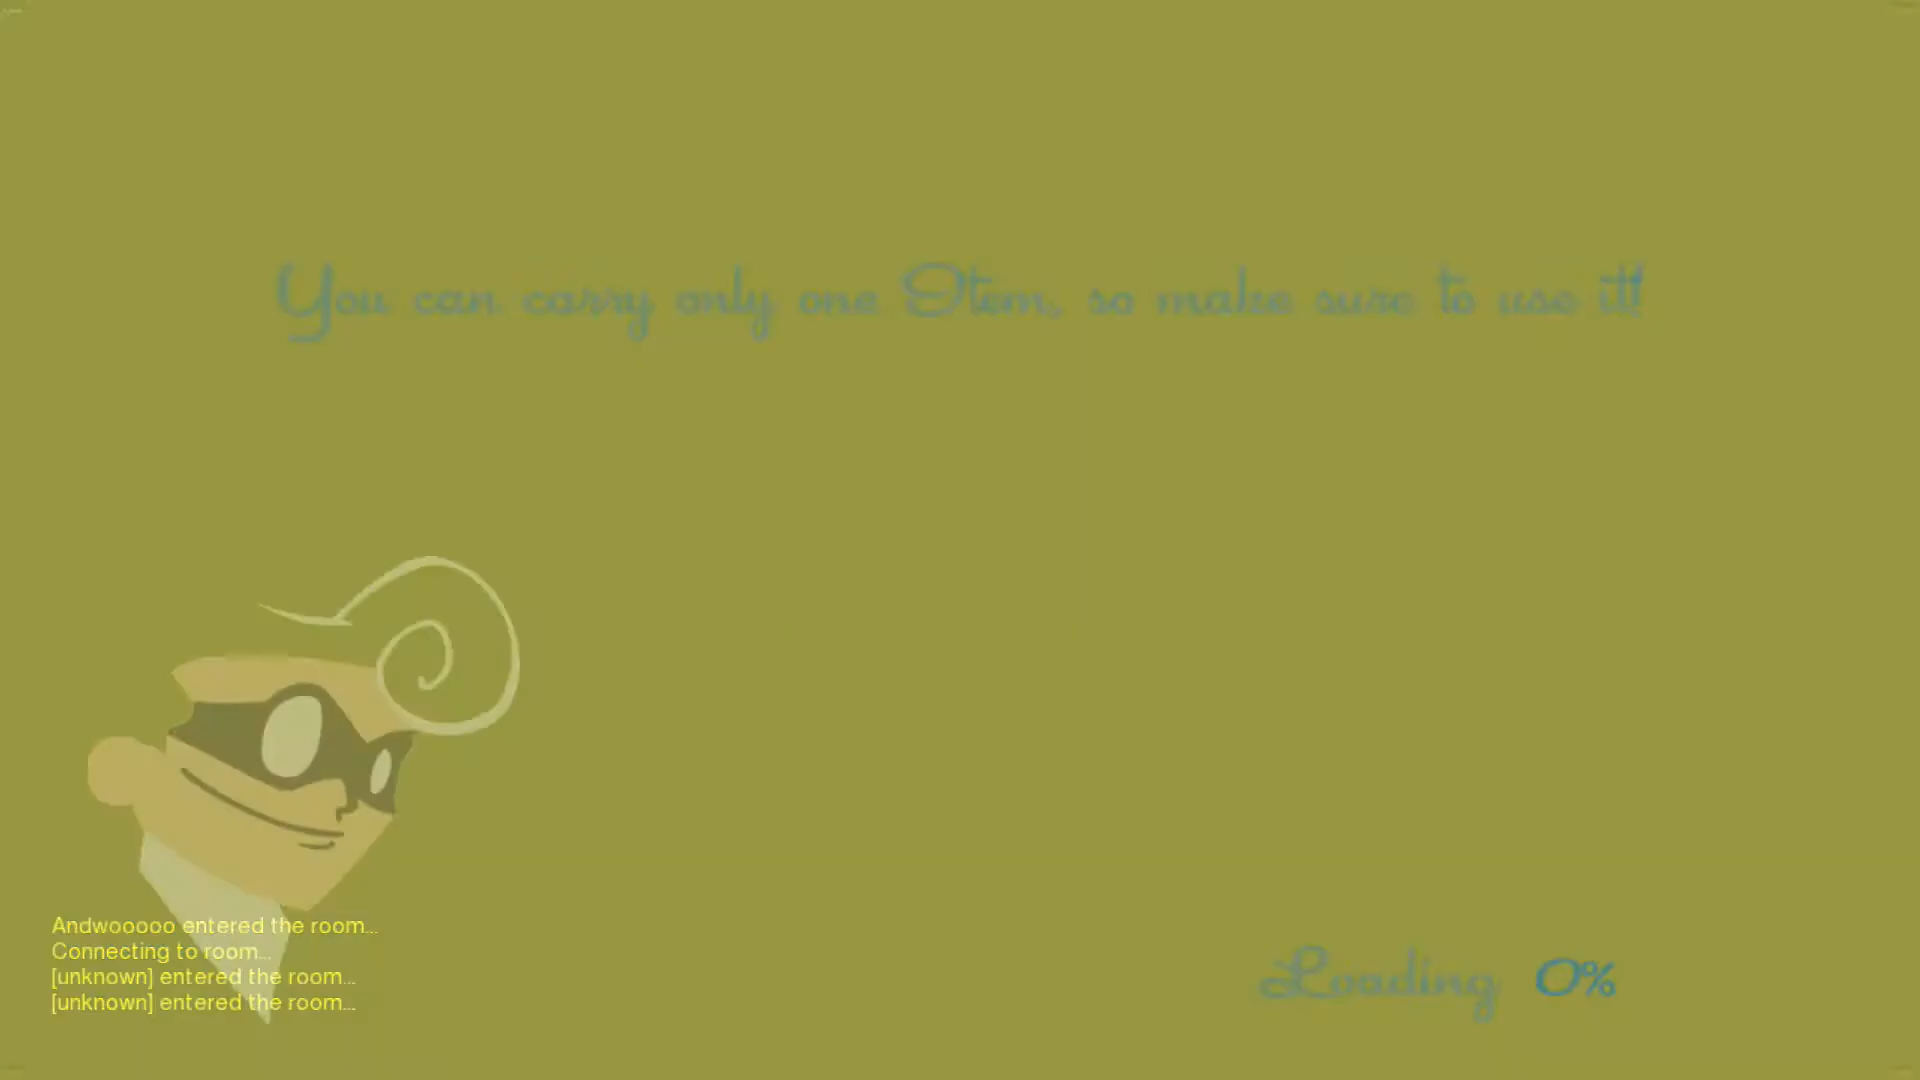 You can carry only one Item, so make sure to use it!
Andwooooo entered the room...
Connecting to room...
[unknown] entered the room...
[unknown] entered the room...
Loading 0%